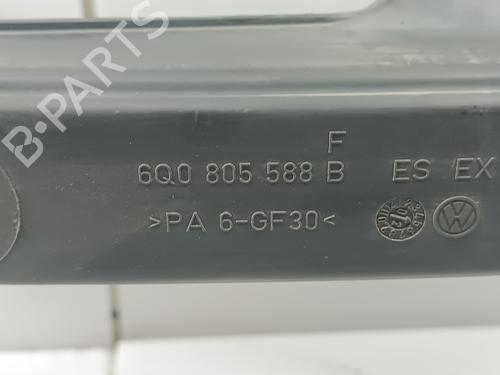 B-PARTS
F
6Q0 805 588 B ES EX
>PA 6-GF30<